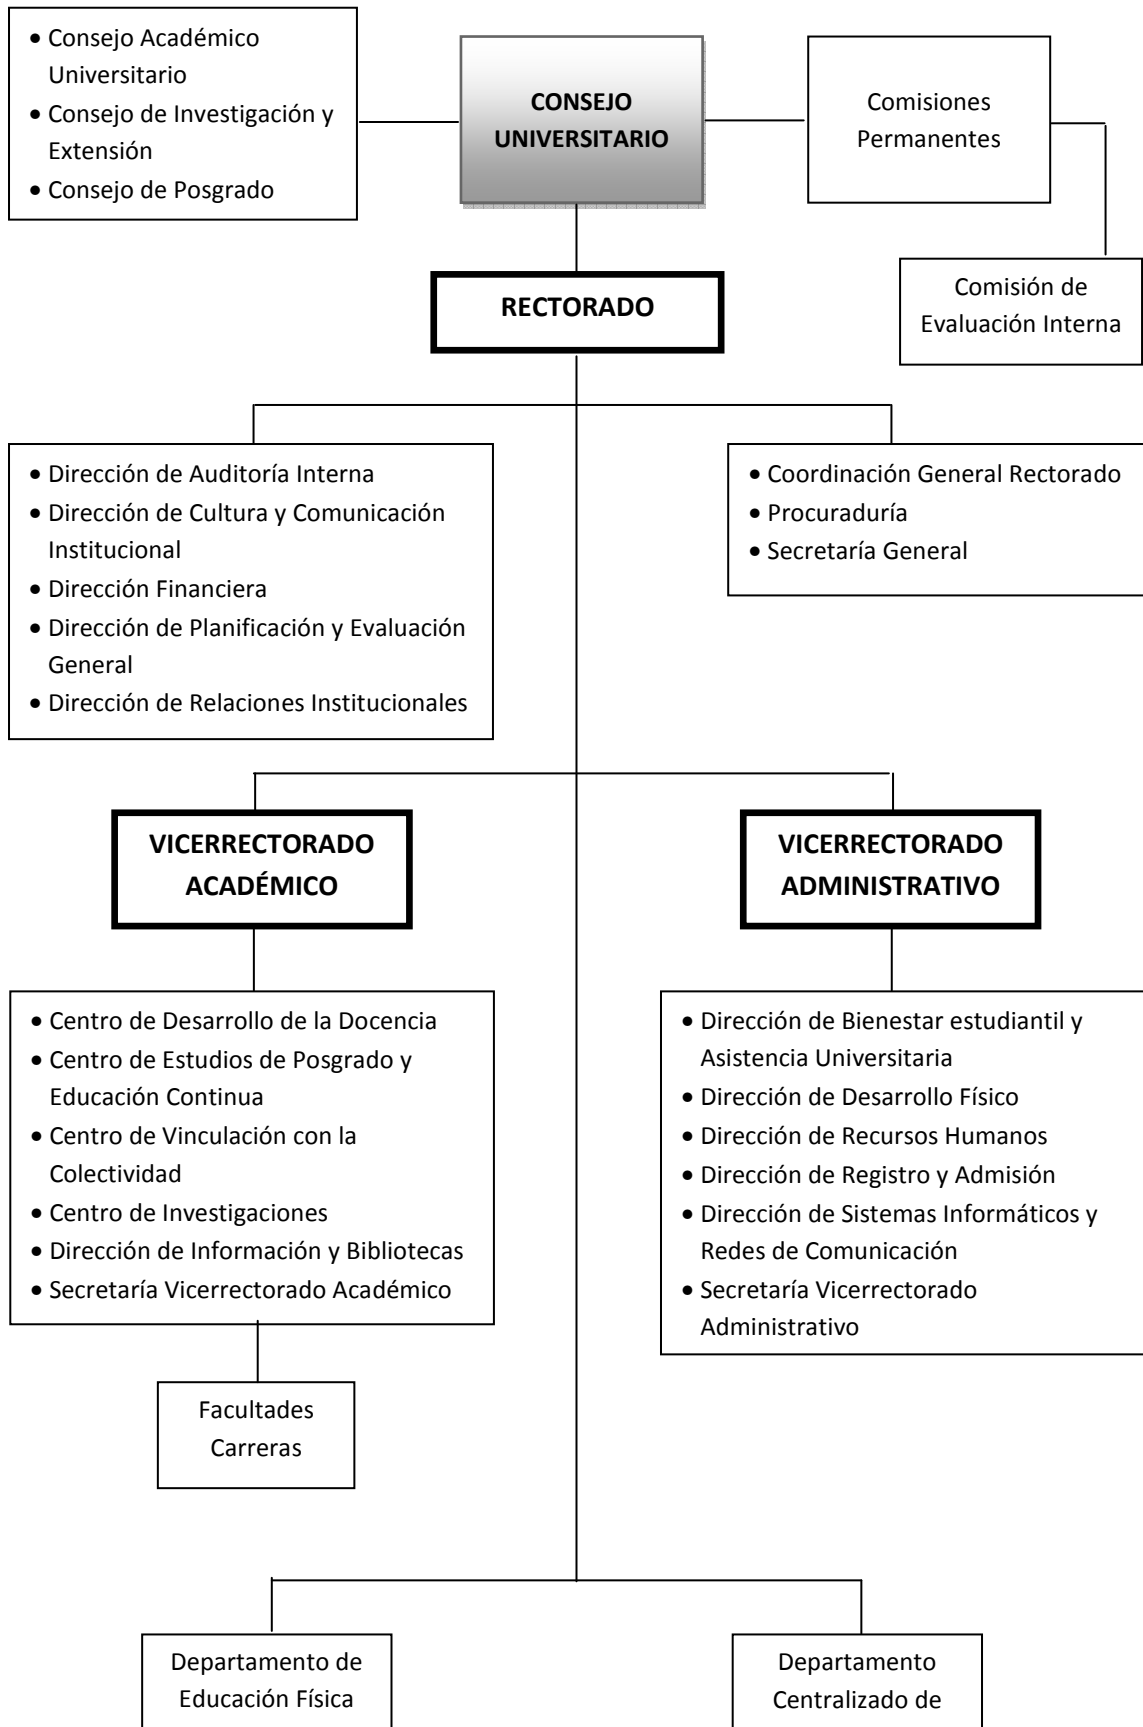 • Consejo Académico
Universitario
• Consejo de Investigación y
Extensión
• Consejo de Posgrado
CONSEJO
UNIVERSITARIO
Comisiones
Permanentes
Comisión de
Evaluación Interna
RECTORADO
• Dirección de Auditoría Interna
• Dirección de Cultura y Comunicación
Institucional
• Dirección Financiera
• Dirección de Planificación y Evaluación
General
• Dirección de Relaciones Institucionales
• Coordinación General Rectorado
• Procuraduría
• Secretaría General
VICERRECTORADO
ACADÉMICO
VICERRECTORADO
ADMINISTRATIVO
• Centro de Desarrollo de la Docencia
• Centro de Estudios de Posgrado y
Educación Continua
• Centro de Vinculación con la
Colectividad
• Centro de Investigaciones
• Dirección de Información y Bibliotecas
• Secretaría Vicerrectorado Académico
• Dirección de Bienestar estudiantil y
Asistencia Universitaria
• Dirección de Desarrollo Físico
• Dirección de Recursos Humanos
• Dirección de Registro y Admisión
• Dirección de Sistemas Informáticos y
Redes de Comunicación
• Secretaría Vicerrectorado
Administrativo
Facultades
Carreras
Departamento de
Educación Física
Departamento
Centralizado de